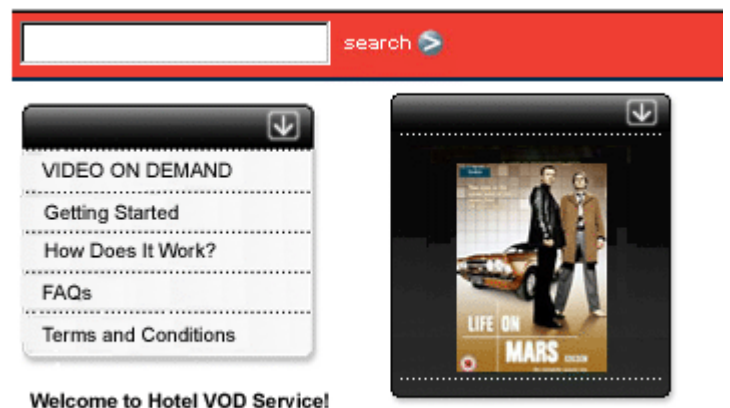 search
VIDEO ON DEMAND
Getting Started
How Does It Work?
FAQs
Terms and Conditions
LIFE ON
MARS
Welcome to Hotel VOD Service!